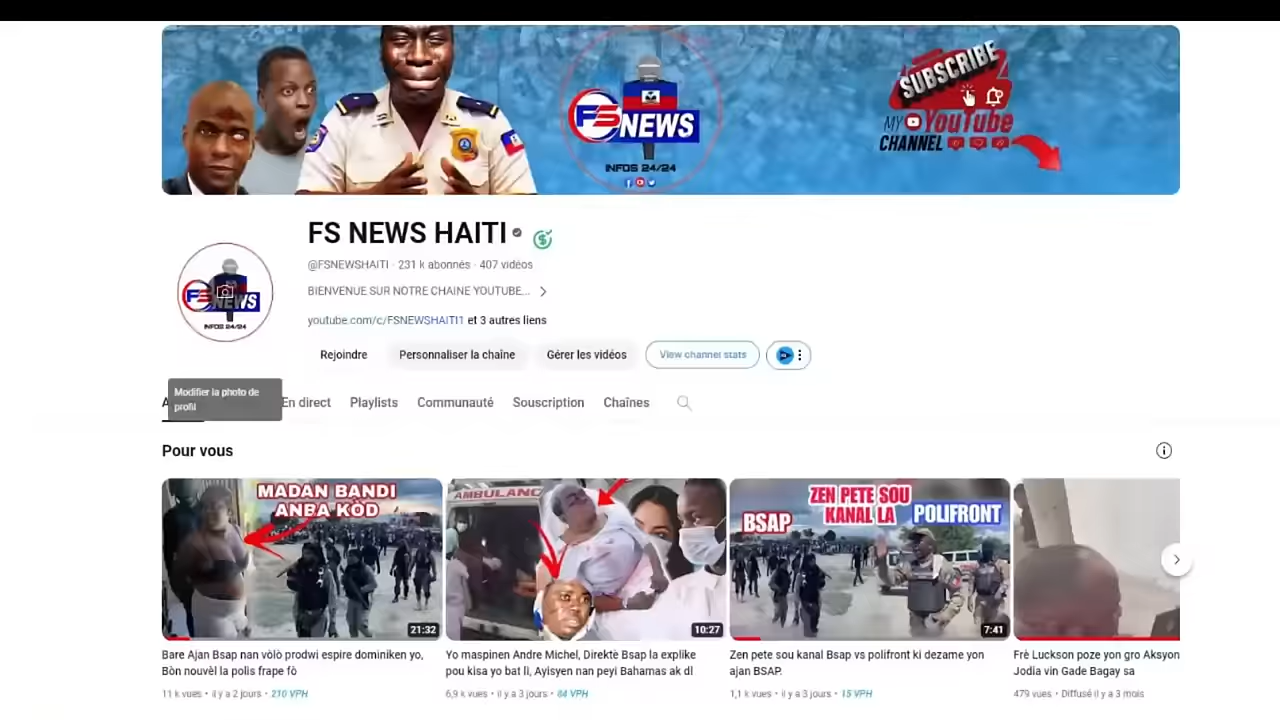 SUBSCRIBE
MY YouTube
CHANNEL
FS NEWS
INFOS 24/24
FS NEWS HAITI
@FSNEWSHAITI · 231 k abonnés · 407 vidéos
BIENVENUE SUR NOTRE CHAINE YOUTUBE...
FS NEWS
INFOS 24/24
youtube.com/c/FSNEWSHAITI1 et 3 autres liens
Rejoindre
Personnaliser la chaîne
Gérer les vidéos
View channel stats
Modifier la photo de
profil
A
En direct
Playlists
Communauté
Souscription
Chaînes
Pour vous
MADAN BANDI
ANBA KÒD
21:32
AMBULANC
10:27
ZEN PETE SOU
KANAL LA
BSAP
POLIFRONT
7:41
Bare Ajan Bsap nan vòlò prodwi espire dominiken yo,
Bòn nouvèl la polis frape fò
11 k vues • il y a 2 jours • 210 VPH
Yo maspinen Andre Michel, Direktè Bsap la explike
pou kisa yo bat li, Ayisyen nan peyi Bahamas ak dl
6,9 k vues • il y a 3 jours • 84 VPH
Zen pete sou kanal Bsap vs polifront ki dezame yon
ajan BSAP.
1,1 k vues • il y a 3 jours • 15 VPH
Frè Luckson poze yon gro Aksyon
Jodia vin Gade Bagay sa
479 vues • Diffusé il y a 3 mois